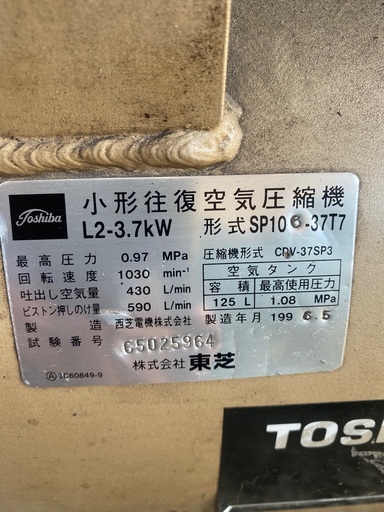 Toshiba
小形往復空気圧縮機
L2-3.7kW 形式 SP106-37T7
最高圧力 0.97 MPa
回転速度 1030 min⁻¹
吐出し空気量 430 L/min
ピストン押しのけ量 590 L/min
製造 西芝電機株式会社
試験番号 65025964
圧縮機形式 CRV-37SP3
空気タンク
容積 最高使用圧力
125 L 1.08 MPa
製造年月 199 6.5
株式会社 東芝
Ⓐ 3C60849-9
TOS